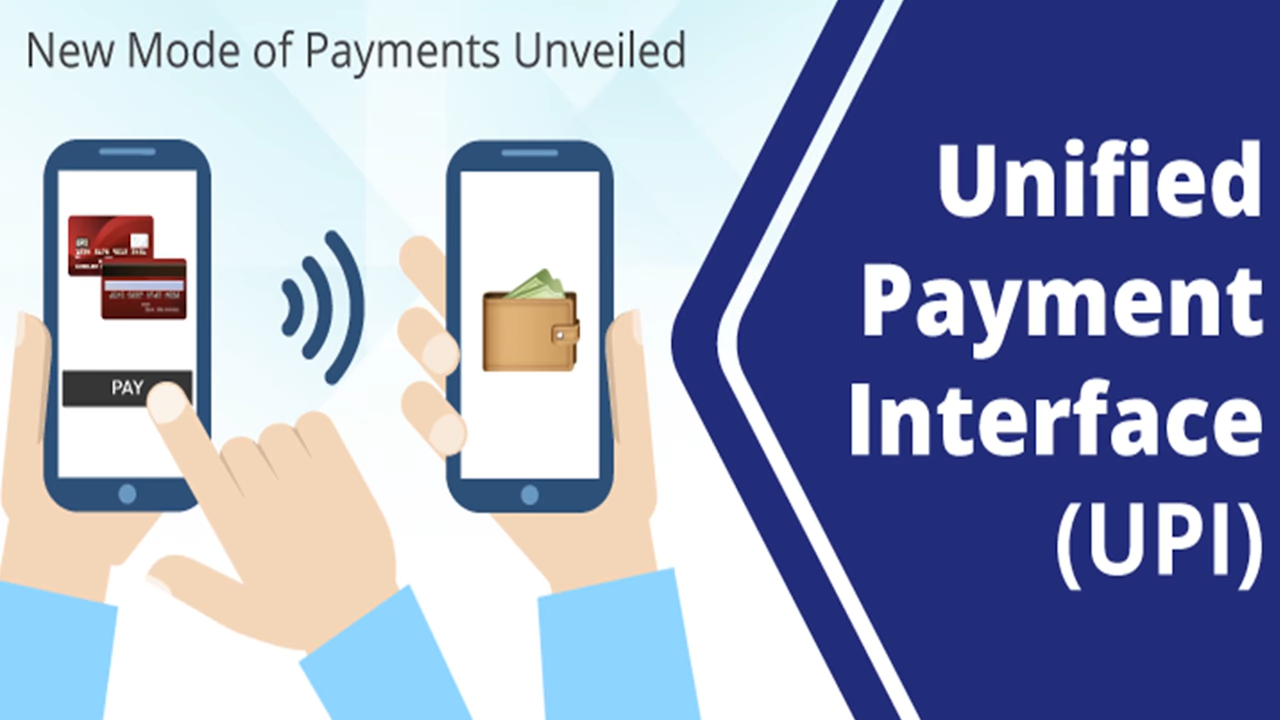 New Mode of Payments Unveiled
PAY
Unified
Payment
Interface
(UPI)